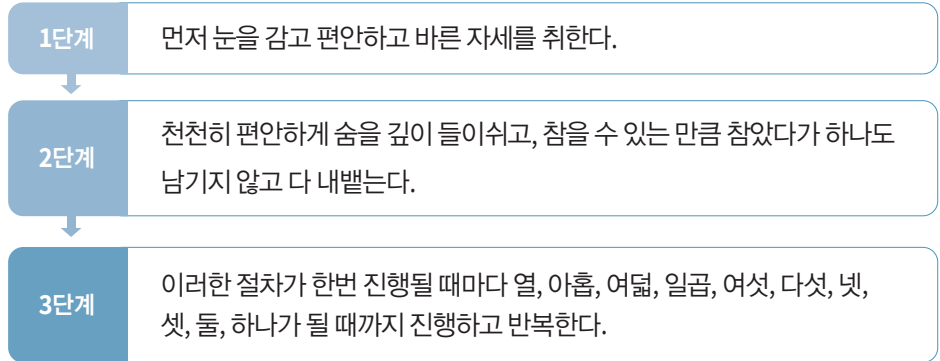 1단계
먼저 눈을 감고 편안하고 바른 자세를 취한다.
2단계
천천히 편안하게 숨을 깊이 들이쉬고, 참을 수 있는 만큼 참았다가 하나도
남기지 않고 다 내뱉는다.
3단계
이러한 절차가 한번 진행될 때마다 열, 아홉, 여덟, 일곱, 여섯, 다섯, 넷,
셋, 둘, 하나가 될 때까지 진행하고 반복한다.